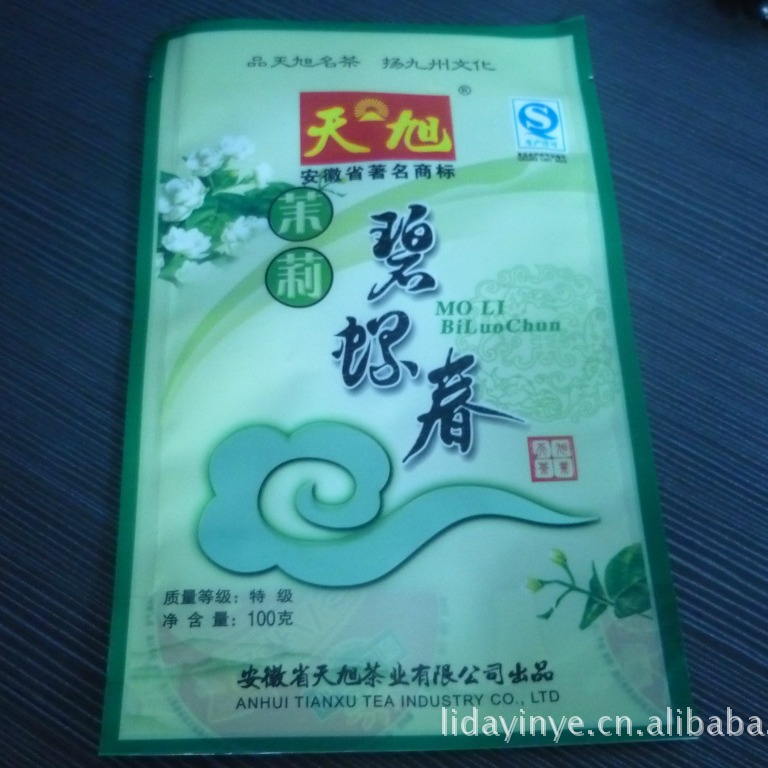 品天旭名茶 扬九州文化
天旭
®
安徽省著名商标
茉莉
碧螺春
MO LI
BiLuoChun
质量等级：特 级
净 含 量：100克
安徽省天旭茶业有限公司出品
ANHUI TIANXU TEA INDUSTRY CO., LTD
lidayinye.cn.alibaba.